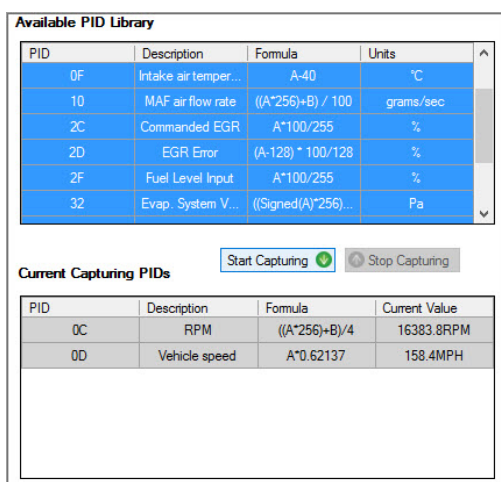 Available PID Library
PID Description Formula Units
0F Intake air temper... A-40 °C
10 MAF air flow rate ((A*256)+B) / 100 grams/sec
2C Commanded EGR A*100/255 %
2D EGR Error (A-128) * 100/128 %
2F Fuel Level Input A*100/255 %
32 Evap. System V... ((Signed(A)*256)... Pa
Start Capturing Stop Capturing
Current Capturing PIDs
PID Description Formula Current Value
0C RPM ((A*256)+B)/4 16383.8RPM
0D Vehicle speed A*0.62137 158.4MPH